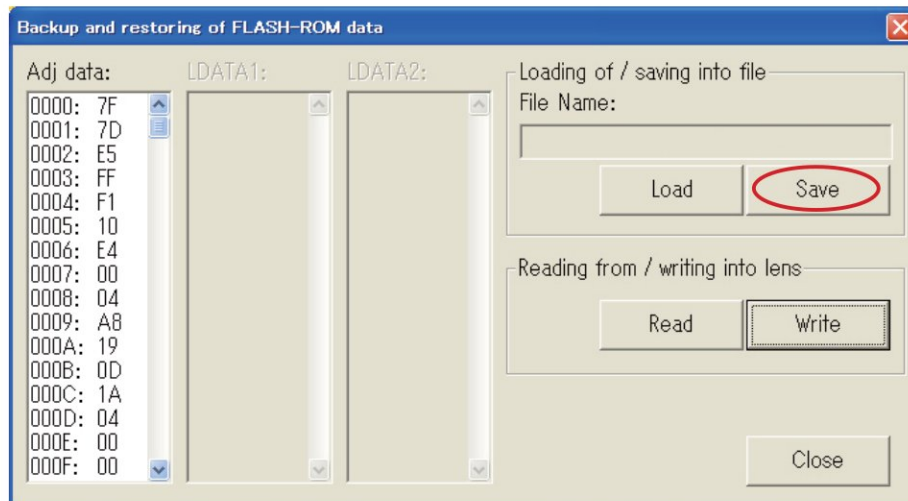 Backup and restoring of FLASH-ROM data
Adj data:
LDATA1:
LDATA2:
0000: 7F
0001: 7D
0002: E5
0003: FF
0004: F1
0005: 10
0006: E4
0007: 00
0008: 04
0009: A8
000A: 19
000B: 0D
000C: 1A
000D: 04
000E: 00
000F: 00
Loading of / saving into file
File Name:
Load
Save
Reading from / writing into lens
Read
Write
Close